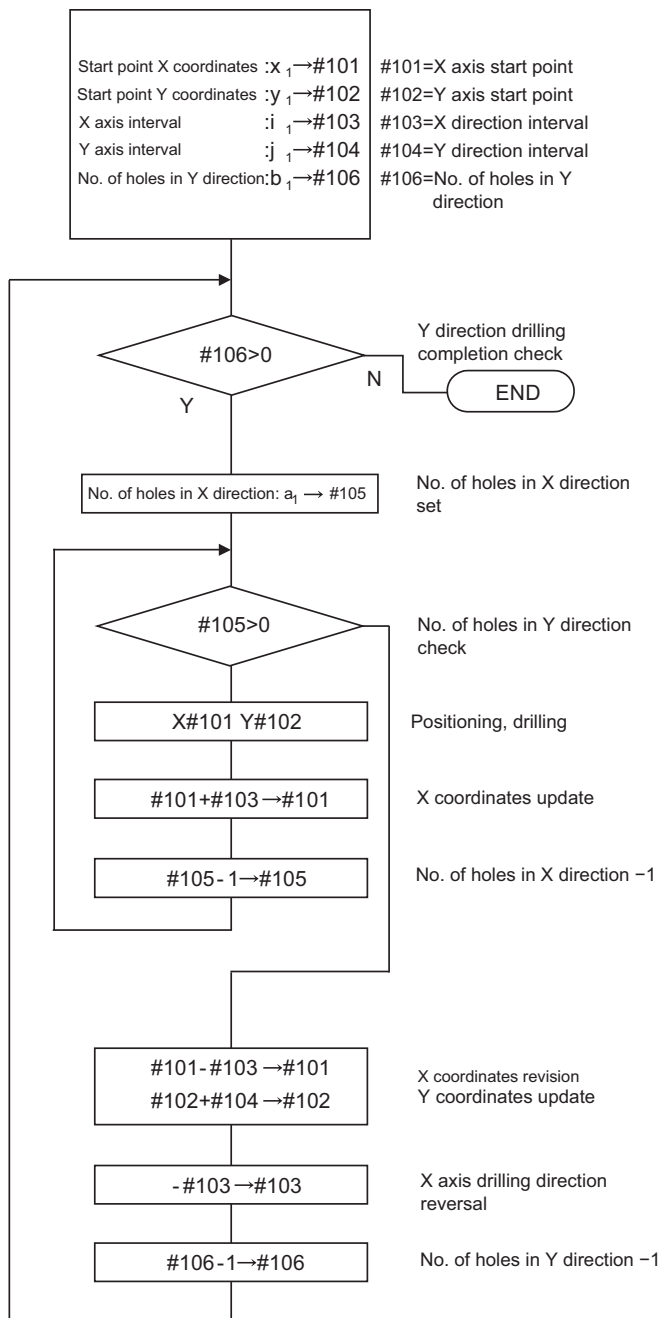 Start point X coordinates :x 1→#101 #101=X axis start point
Start point Y coordinates :y 1→#102 #102=Y axis start point
X axis interval :i 1→#103 #103=X direction interval
Y axis interval :j 1→#104 #104=Y direction interval
No. of holes in Y direction:b 1→#106 #106=No. of holes in Y
direction
#106>0
Y direction drilling
completion check
N
END
Y
No. of holes in X direction: a1 → #105
No. of holes in X direction
set
#105>0
No. of holes in Y direction
check
X#101 Y#102
Positioning, drilling
#101+#103→#101
X coordinates update
#105-1→#105
No. of holes in X direction −1
#101-#103→#101
X coordinates revision
#102+#104→#102
Y coordinates update
-#103→#103
X axis drilling direction
reversal
#106-1→#106
No. of holes in Y direction −1